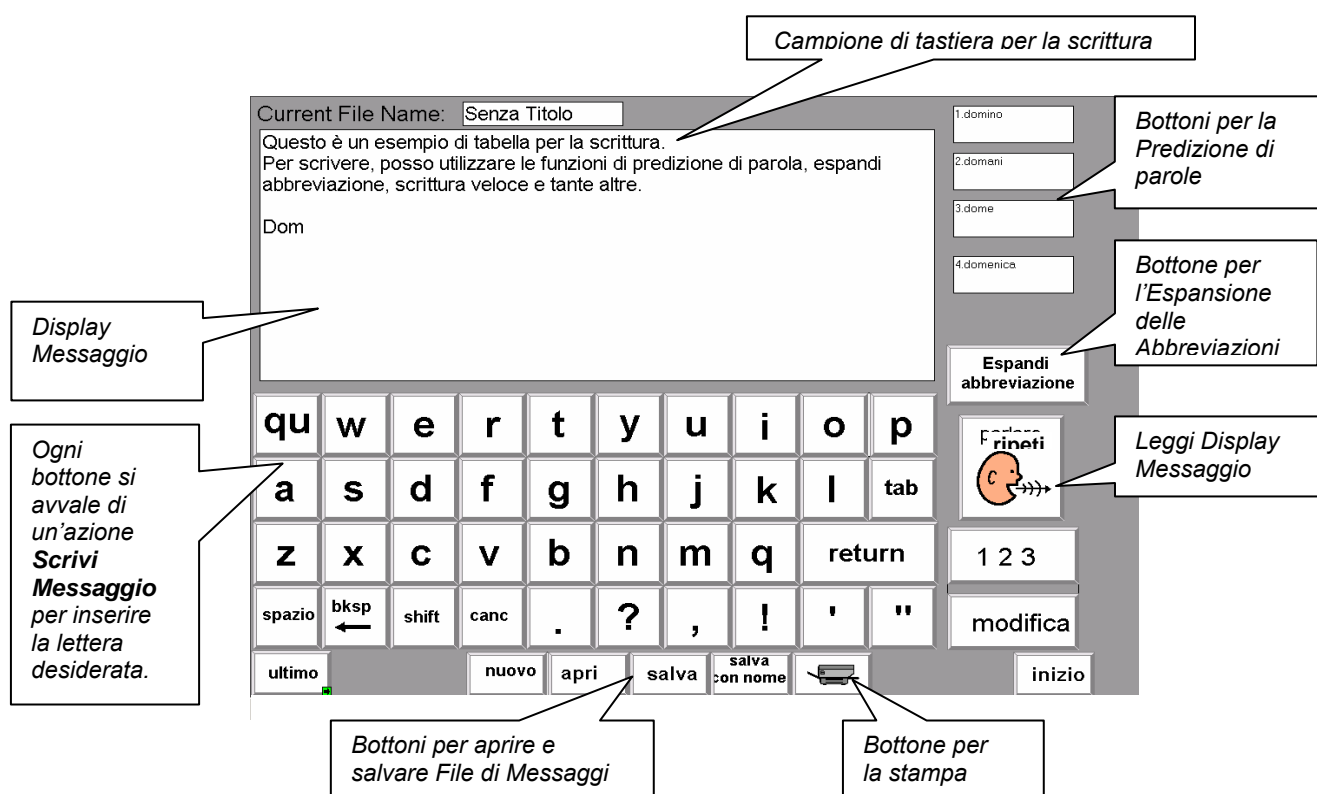 Campione di tastiera per la scrittura
Current File Name: Senza Titolo
Questo è un esempio di tabella per la scrittura.
Per scrivere, posso utilizzare le funzioni di predizione di parola, espandi
abbreviazione, scrittura veloce e tante altre.
Dom
1.domino
2.domani
3.dome
4.domenica
Bottoni per la
Predizione di
parole
Bottone per
l'Espansione
delle
Abbreviazioni
Display
Messaggio
Espandi
abbreviazione
qu w e r t y u i o p
a s d f g h j k l tab
z x c v b n m q return
spazio bksp shift canc . ? , ! ' "
ultimo nuovo apri salva salva
con nome
inizio
parlare
ripeti
1 2 3
modifica
Leggi Display
Messaggio
Ogni
bottone si
avvale di
un'azione
Scrivi
Messaggio
per inserire
la lettera
desiderata.
Bottoni per aprire e
salvare File di Messaggi
Bottone per
la stampa